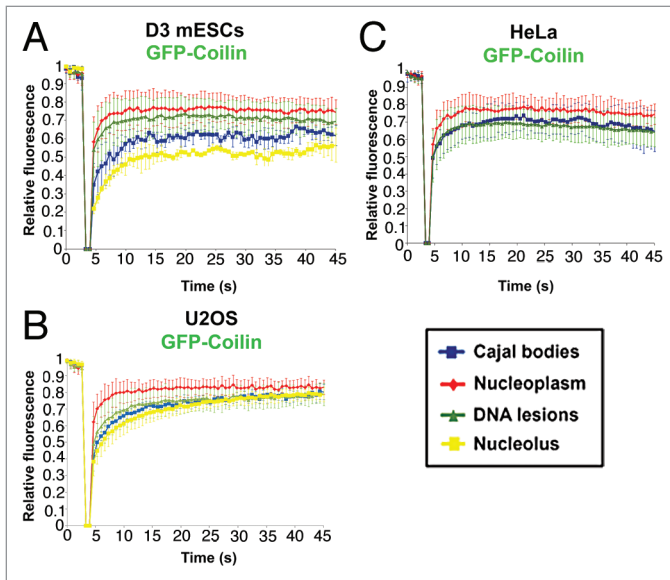 A
D3 mESCs
GFP-Coilin
Relative fluorescence
1
0.9
0.8
0.7
0.6
0.5
0.4
0.3
0.2
0.1
0
0 5 10 15 20 25 30 35 40 45
Time (s)
C
HeLa
GFP-Coilin
Relative fluorescence
1
0.9
0.8
0.7
0.6
0.5
0.4
0.3
0.2
0.1
0
0 5 10 15 20 25 30 35 40 45
Time (s)
B
U2OS
GFP-Coilin
Relative fluorescence
1
0.9
0.8
0.7
0.6
0.5
0.4
0.3
0.2
0.1
0
0 5 10 15 20 25 30 35 40 45
Time (s)
Cajal bodies
Nucleoplasm
DNA lesions
Nucleolus